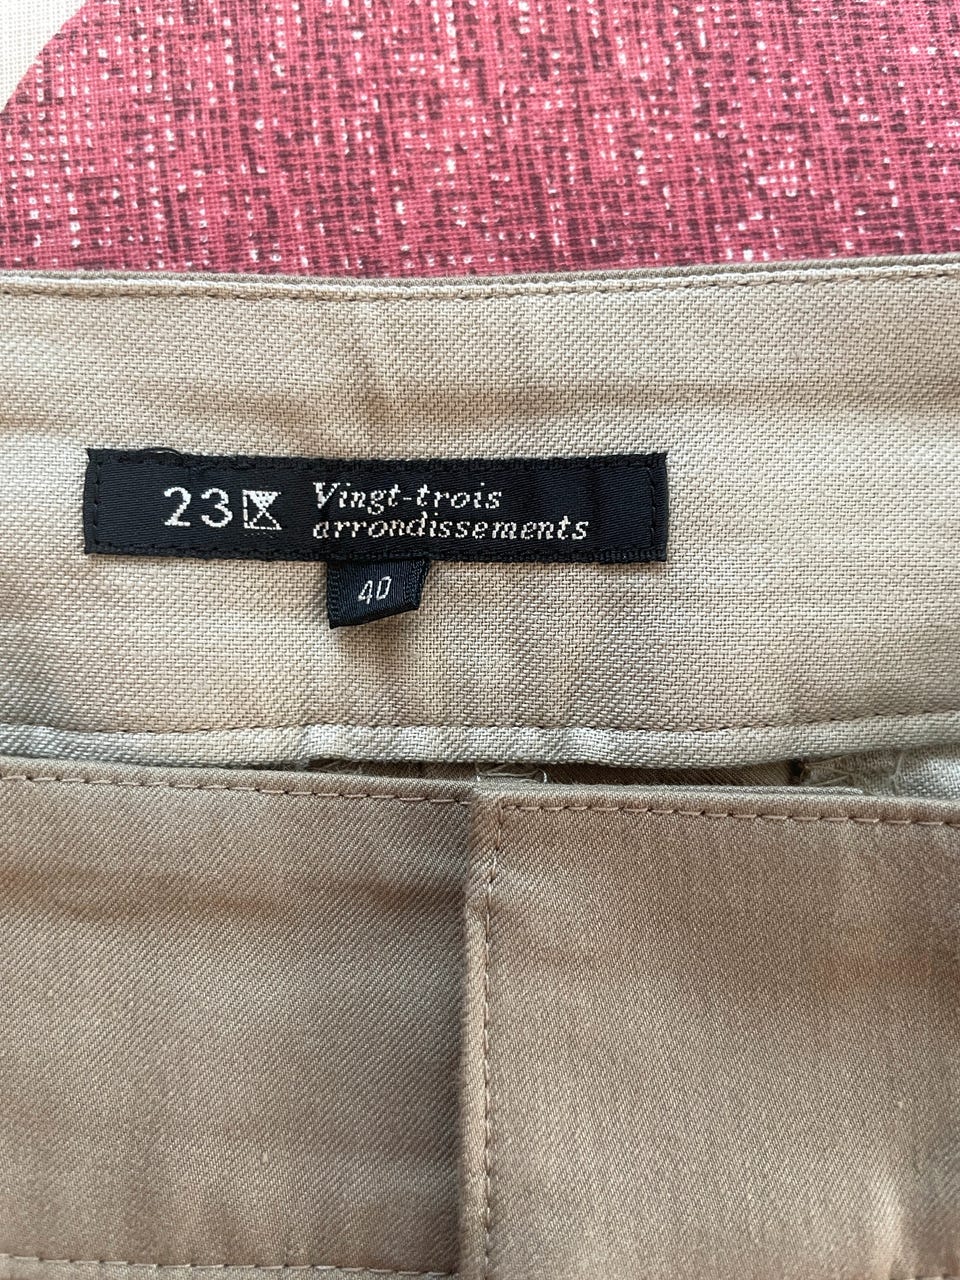 23
Vingt-trois
arrondissements
40